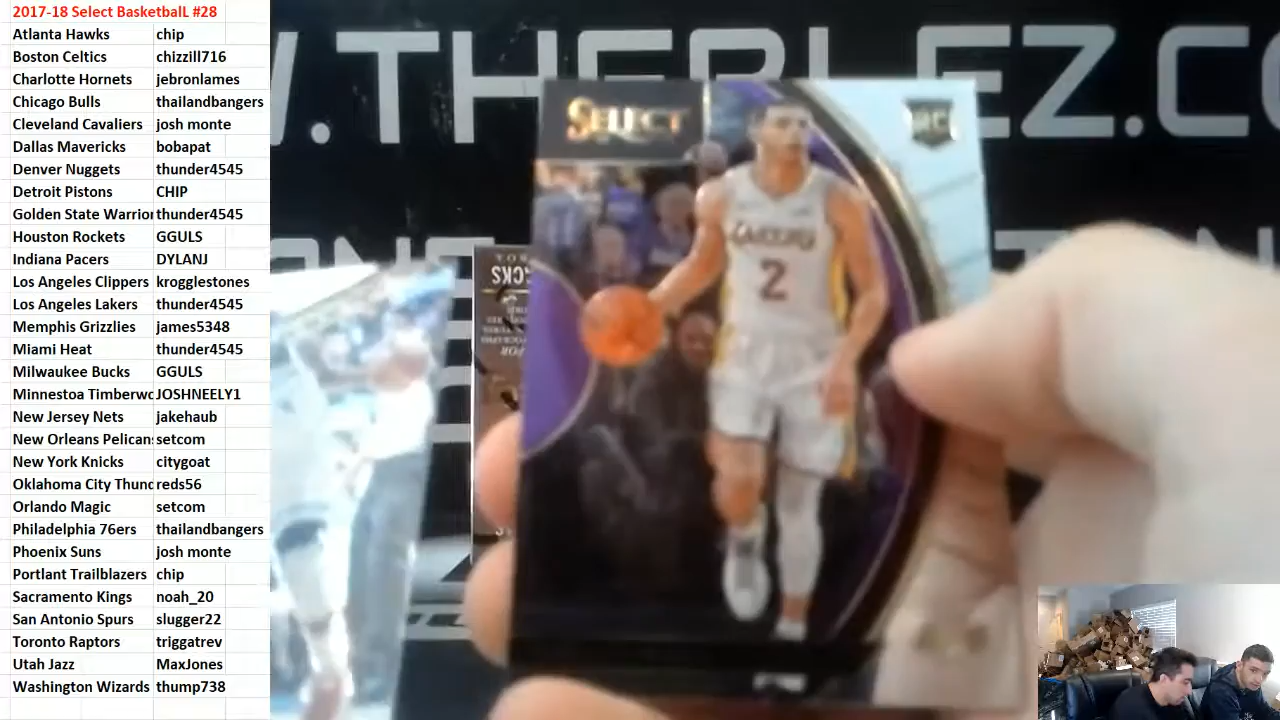 2017-18 Select BasketbalL #28
Atlanta Hawks chip
Boston Celtics chizzill716
Charlotte Hornets jebronlames
Chicago Bulls thailandbangers
Cleveland Cavaliers josh monte
Dallas Mavericks bobapat
Denver Nuggets thunder4545
Detroit Pistons CHIP
Golden State Warrior thunder4545
Houston Rockets GGULS
Indiana Pacers DYLANJ
Los Angeles Clippers krogglestones
Los Angeles Lakers thunder4545
Memphis Grizzlies james5348
Miami Heat thunder4545
Milwaukee Bucks GGULS
Minnestoa Timberwo JOSHNEELY1
New Jersey Nets jakehaub
New Orleans Pelican setcom
New York Knicks citygoat
Oklahoma City Thund reds56
Orlando Magic setcom
Philadelphia 76ers thailandbangers
Phoenix Suns josh monte
Portlant Trailblazers chip
Sacramento Kings noah_20
San Antonio Spurs slugger22
Toronto Raptors triggatrev
Utah Jazz MaxJones
Washington Wizards thump738
SELECT
RC
LAKERS
2